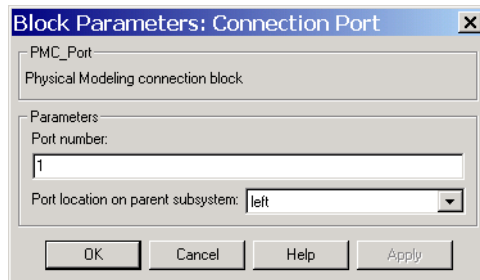 Block Parameters: Connection Port
PMC_Port
Physical Modeling connection block
Parameters
Port number:
1
Port location on parent subsystem: left
OK Cancel Help Apply